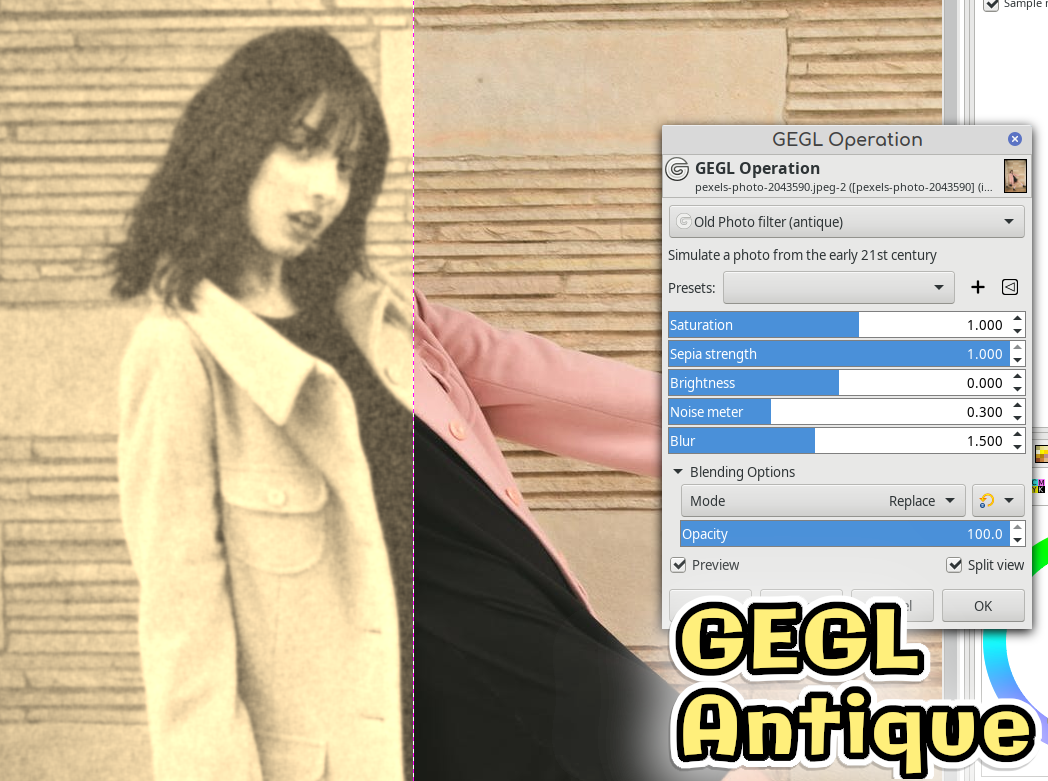 Sample
GEGL Operation
GEGL Operation
pexels-photo-2043590.jpeg-2 ([pexels-photo-2043590] (i...
Old Photo filter (antique)
Simulate a photo from the early 21st century
Presets:
Saturation 1.000
Sepia strength 1.000
Brightness 0.000
Noise meter 0.300
Blur 1.500
Blending Options
Mode Replace
Opacity 100.0
Preview Split view
OK
GEGL
Antique